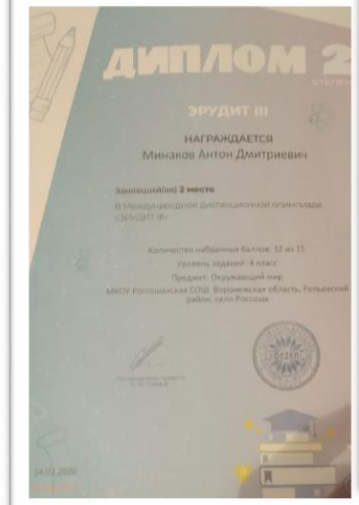 ДИПЛОМ 2
СТЕПЕНИ
ЭРУДИТ III
НАГРАЖДАЕТСЯ
Минаков Антон Дмитриевич
Занявший(ая) 2 место
В Международной дистанционной олимпиаде
«ЭРУДИТ III»
Количество набранных баллов: 12 из 15
Уровень заданий: 4 класс
Предмет: Окружающий мир
МКОУ Россошанская СОШ, Воронежская область, Репьевский
район, село Россошь
14.02.2020